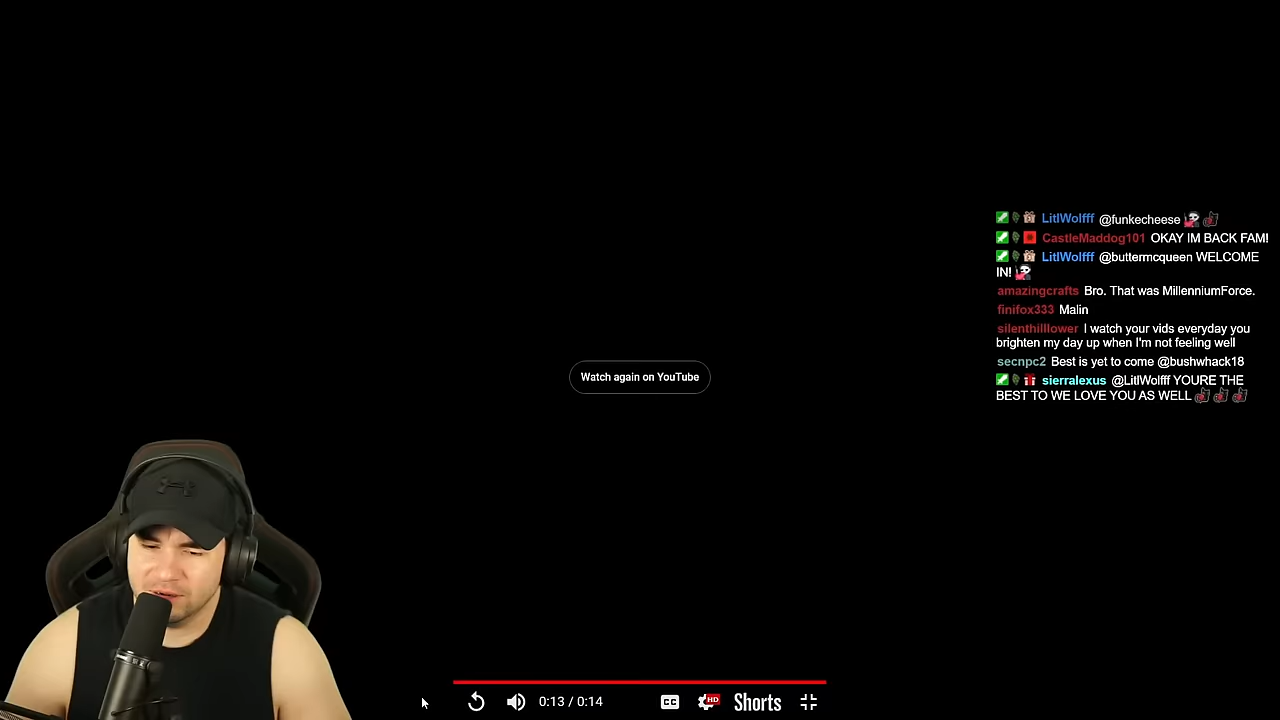 LitlWolfff @funkecheese
CastleMaddog101 OKAY IM BACK FAM!
LitlWolfff @buttermcqueen WELCOME
IN!
amazingcrafts Bro. That was MillenniumForce.
finifox333 Malin
silenthilllower I watch your vids everyday you
brighten my day up when I'm not feeling well
secnpc2 Best is yet to come @bushwhack18
sierralexus @LitlWolfff YOURE THE
BEST TO WE LOVE YOU AS WELL
Watch again on YouTube
0:13 / 0:14
CC
HD
Shorts